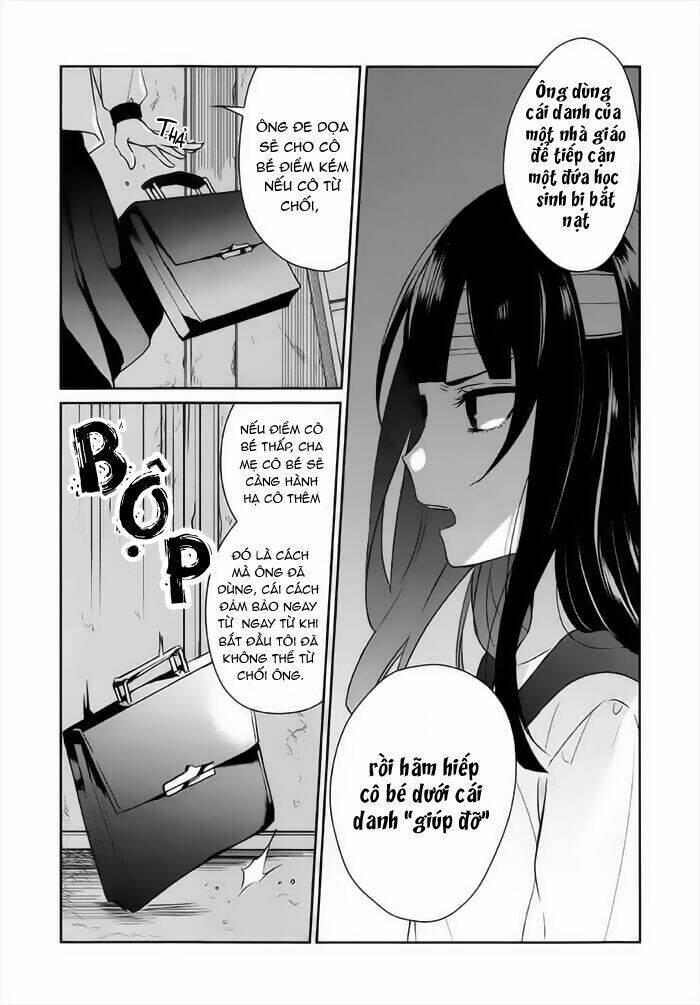 Ông dùng
cái danh của
một nhà giáo
để tiếp cận
một đứa học
sinh bị bắt
nạt
rồi hãm hiếp
cô bé dưới cái
danh "giúp đỡ"
ÔNG ĐE DỌA
SẼ CHO CÔ
BÉ ĐIỂM KÉM
NẾU CÔ TỪ
CHỐI,
THẢ
NẾU ĐIỂM CÔ
BÉ THẤP, CHA
MẸ CÔ BÉ SẼ
CÀNG HÀNH
HẠ CÔ THÊM
ĐÓ LÀ CÁCH
MÀ ÔNG ĐÃ
DÙNG, CÁI CÁCH
ĐẢM BẢO NGAY
TỪ NGAY TỪ KHI
BẮT ĐẦU TÔI ĐÃ
KHÔNG THỂ TỪ
CHỐI ÔNG.
BỘP